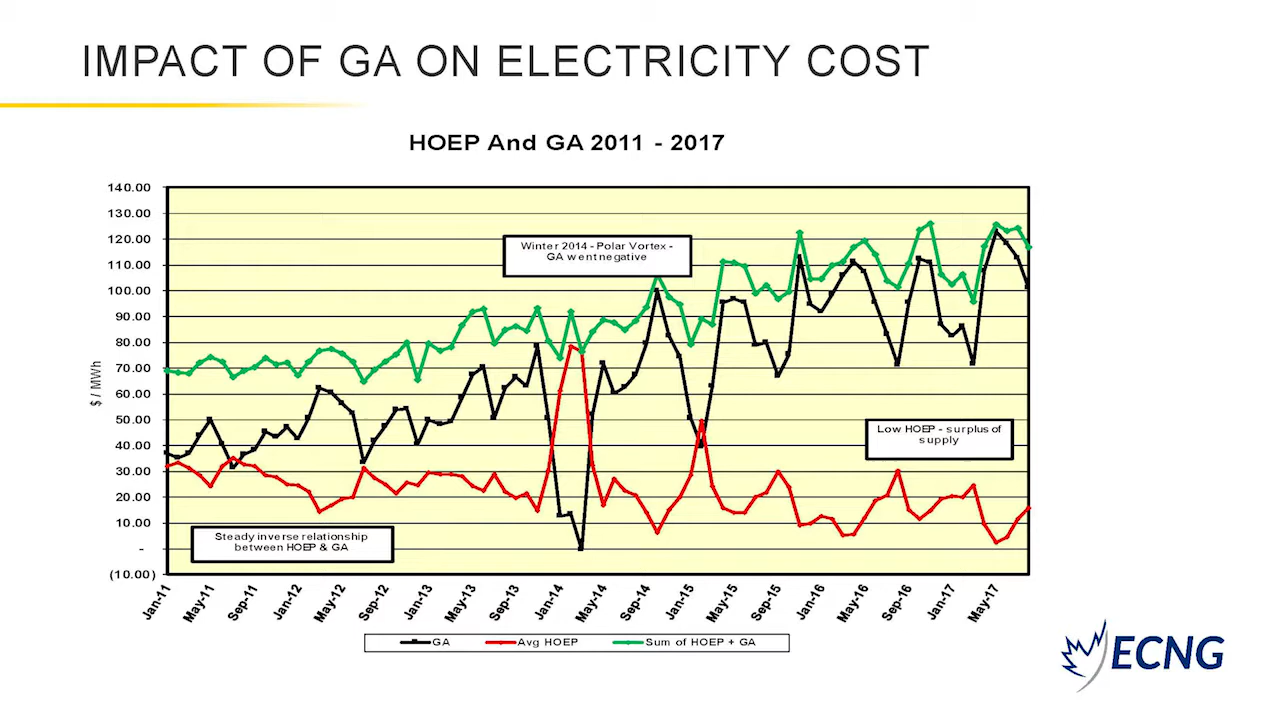 IMPACT OF GA ON ELECTRICITY COST
HOEP And GA 2011 - 2017
140.00
130.00
120.00
110.00
100.00
90.00
80.00
70.00
60.00
50.00
40.00
30.00
20.00
10.00
-
(10.00)
$ / MWh
Winter 2014 - Polar Vortex -
GA went negative
Low HOEP - surplus of
supply
Steady inverse relationship
between HOEP & GA
Jan-11
May-11
Sep-11
Jan-12
May-12
Sep-12
Jan-13
May-13
Sep-13
Jan-14
May-14
Sep-14
Jan-15
May-15
Sep-15
Jan-16
May-16
Sep-16
Jan-17
May-17
GA
Avg HOEP
Sum of HOEP + GA
ECNG